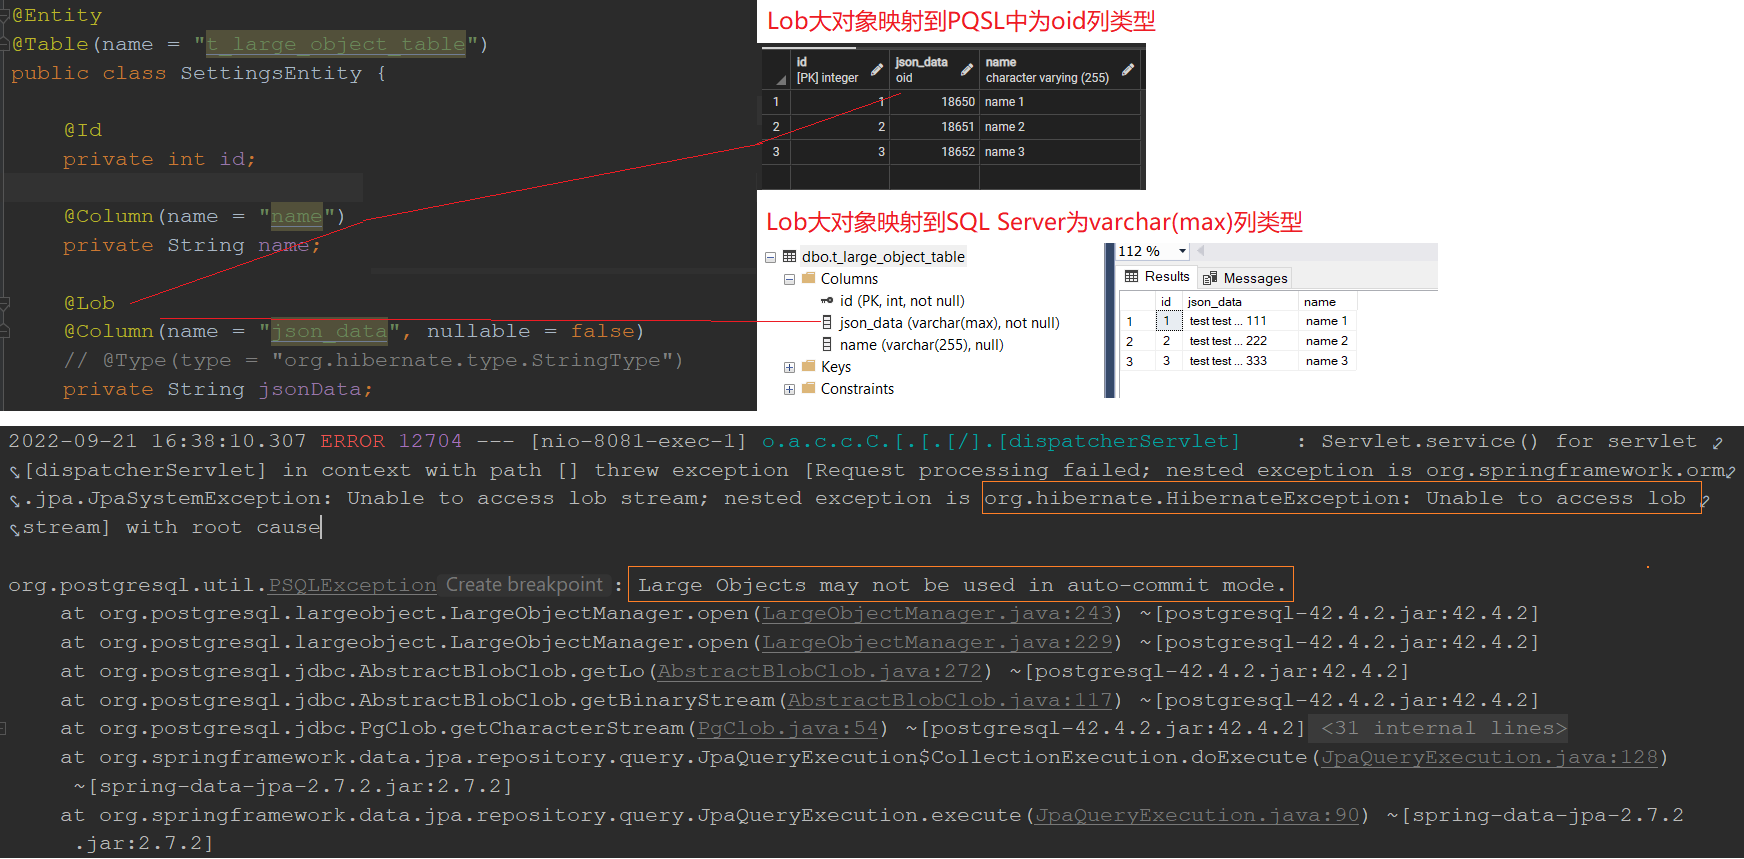 @Entity
@Table(name = "t_large_object_table")
public class SettingsEntity {
@Id
private int id;
@Column(name = "name")
private String name;
@Lob
@Column(name = "json_data", nullable = false)
// @Type(type = "org.hibernate.type.StringType")
private String jsonData;
Lob大对象映射到PQSL中为oid列类型
id json_data name
[PK] integer oid character varying (255)
1 1 18650 name 1
2 2 18651 name 2
3 3 18652 name 3
Lob大对象映射到SQL Server为varchar(max)列类型
dbo.t_large_object_table
Columns
id (PK, int, not null)
json_data (varchar(max), not null)
name (varchar(255), null)
Keys
Constraints
112 %
Results Messages
id json_data name
1 1 test test ... 111 name 1
2 2 test test ... 222 name 2
3 3 test test ... 333 name 3
2022-09-21 16:38:10.307 ERROR 12704 --- [nio-8081-exec-1] o.a.c.c.C.[.[.[/].[dispatcherServlet] : Servlet.service() for servlet
[dispatcherServlet] in context with path [] threw exception [Request processing failed; nested exception is org.springframework.orm
.jpa.JpaSystemException: Unable to access lob stream; nested exception is org.hibernate.HibernateException: Unable to access lob
stream] with root cause
org.postgresql.util.PSQLException Create breakpoint : Large Objects may not be used in auto-commit mode.
at org.postgresql.largeobject.LargeObjectManager.open(LargeObjectManager.java:243) ~[postgresql-42.4.2.jar:42.4.2]
at org.postgresql.largeobject.LargeObjectManager.open(LargeObjectManager.java:229) ~[postgresql-42.4.2.jar:42.4.2]
at org.postgresql.jdbc.AbstractBlobClob.getLo(AbstractBlobClob.java:272) ~[postgresql-42.4.2.jar:42.4.2]
at org.postgresql.jdbc.AbstractBlobClob.getBinaryStream(AbstractBlobClob.java:117) ~[postgresql-42.4.2.jar:42.4.2]
at org.postgresql.jdbc.PgClob.getCharacterStream(PgClob.java:54) ~[postgresql-42.4.2.jar:42.4.2] <31 internal lines>
at org.springframework.data.jpa.repository.query.JpaQueryExecution$CollectionExecution.doExecute(JpaQueryExecution.java:128)
~[spring-data-jpa-2.7.2.jar:2.7.2]
at org.springframework.data.jpa.repository.query.JpaQueryExecution.execute(JpaQueryExecution.java:90) ~[spring-data-jpa-2.7.2
.jar:2.7.2]